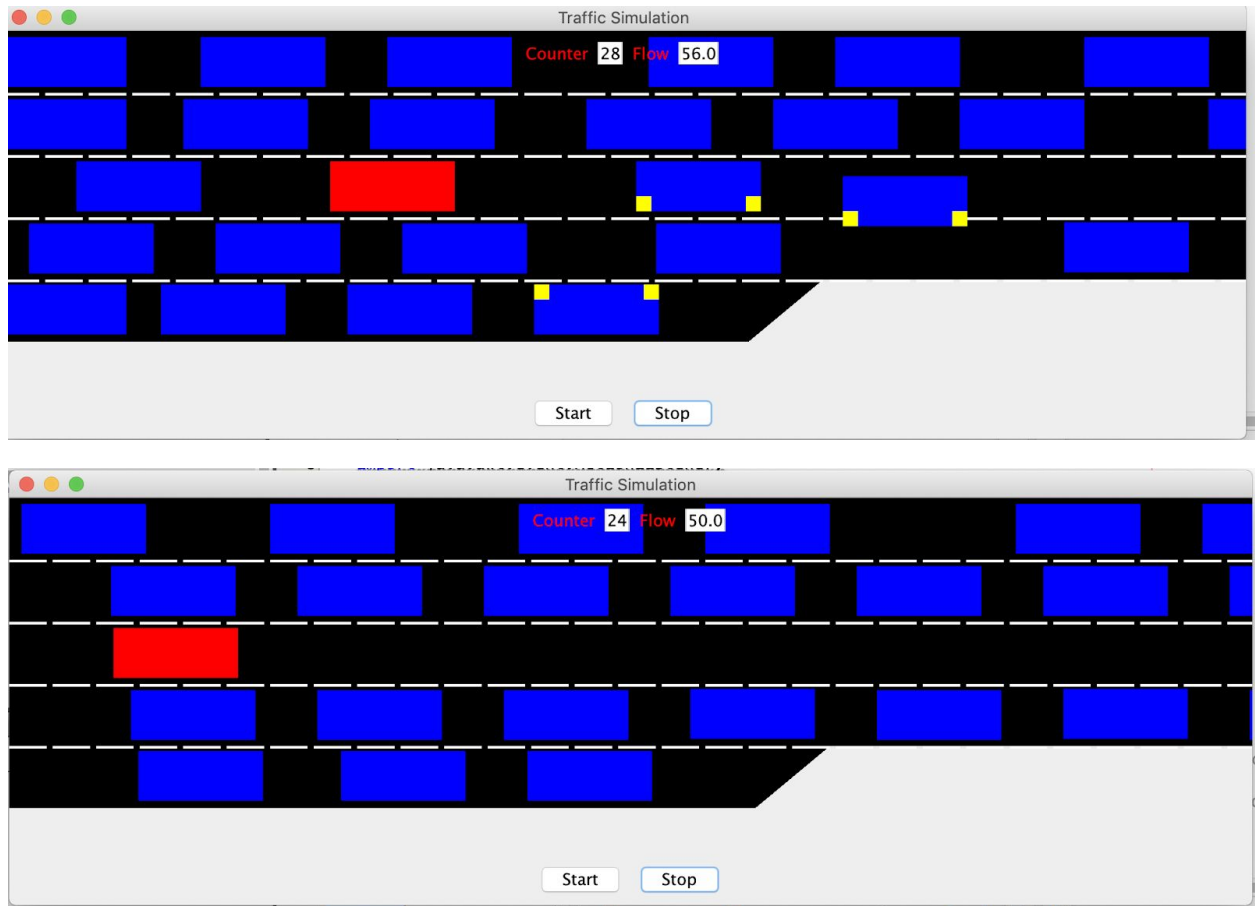 Traffic Simulation
Counter 28 Flow 56.0
Start Stop
Traffic Simulation
Counter 24 Flow 50.0
Start Stop